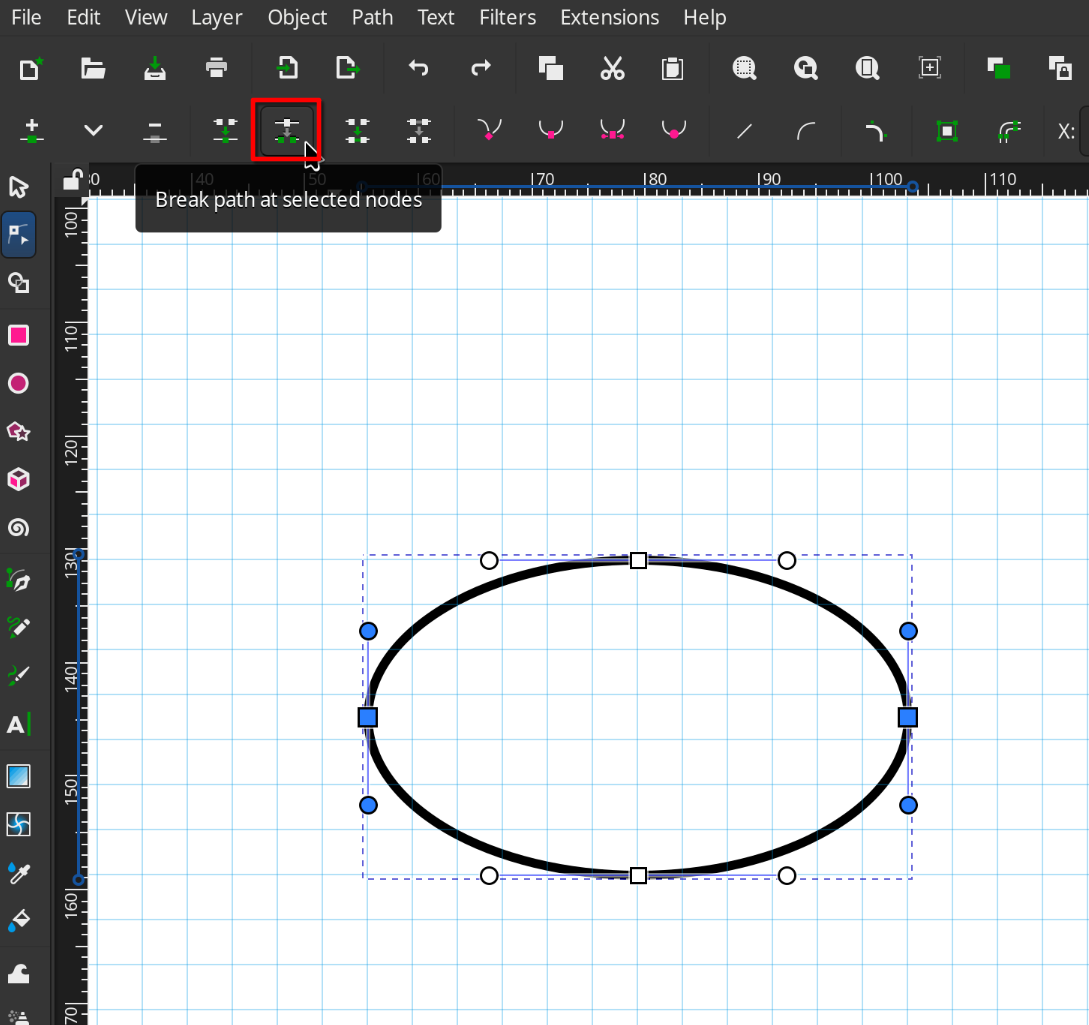 File Edit View Layer Object Path Text Filters Extensions Help
X:
30 40 50 60 70 80 90 100 110
Break path at selected nodes
100
110
120
130
140
150
160
70
A